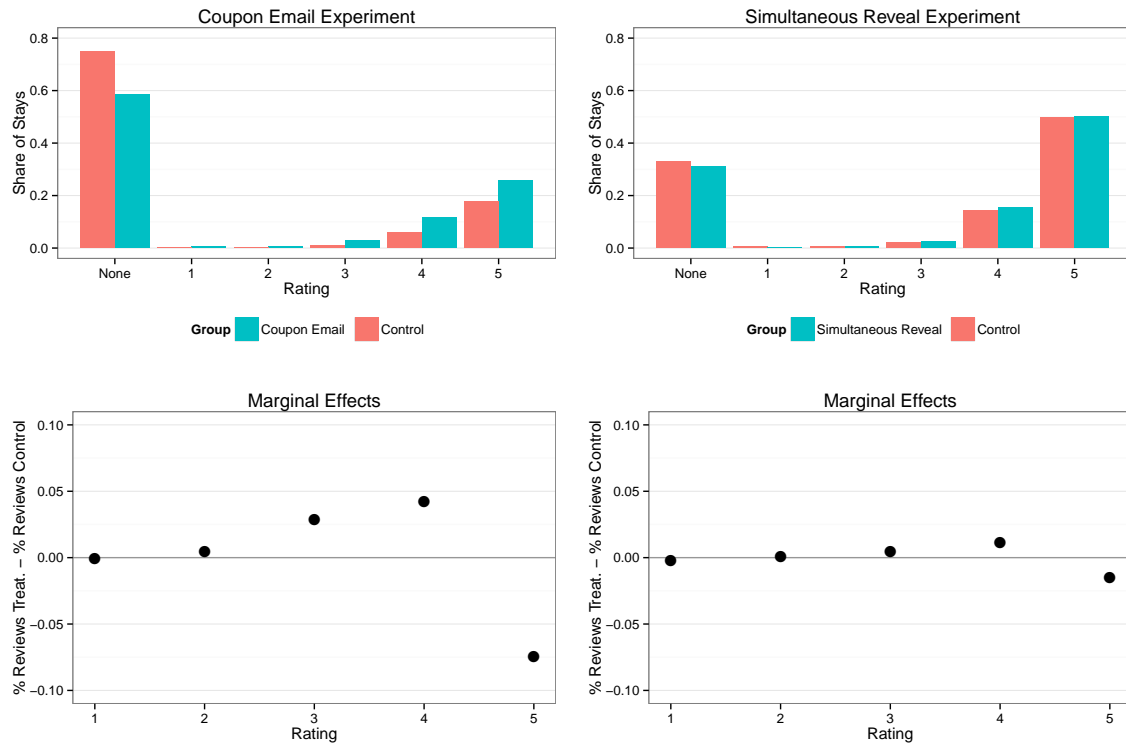 Coupon Email Experiment
Share of Stays
0.8
0.6
0.4
0.2
0.0
None 1 2 3 4 5
Rating
Group Coupon Email Control
Simultaneous Reveal Experiment
Share of Stays
0.8
0.6
0.4
0.2
0.0
None 1 2 3 4 5
Rating
Group Simultaneous Reveal Control
Marginal Effects
% Reviews Treat. − % Reviews Control
0.10
0.05
0.00
−0.05
−0.10
1 2 3 4 5
Rating
Marginal Effects
% Reviews Treat. − % Reviews Control
0.10
0.05
0.00
−0.05
−0.10
1 2 3 4 5
Rating